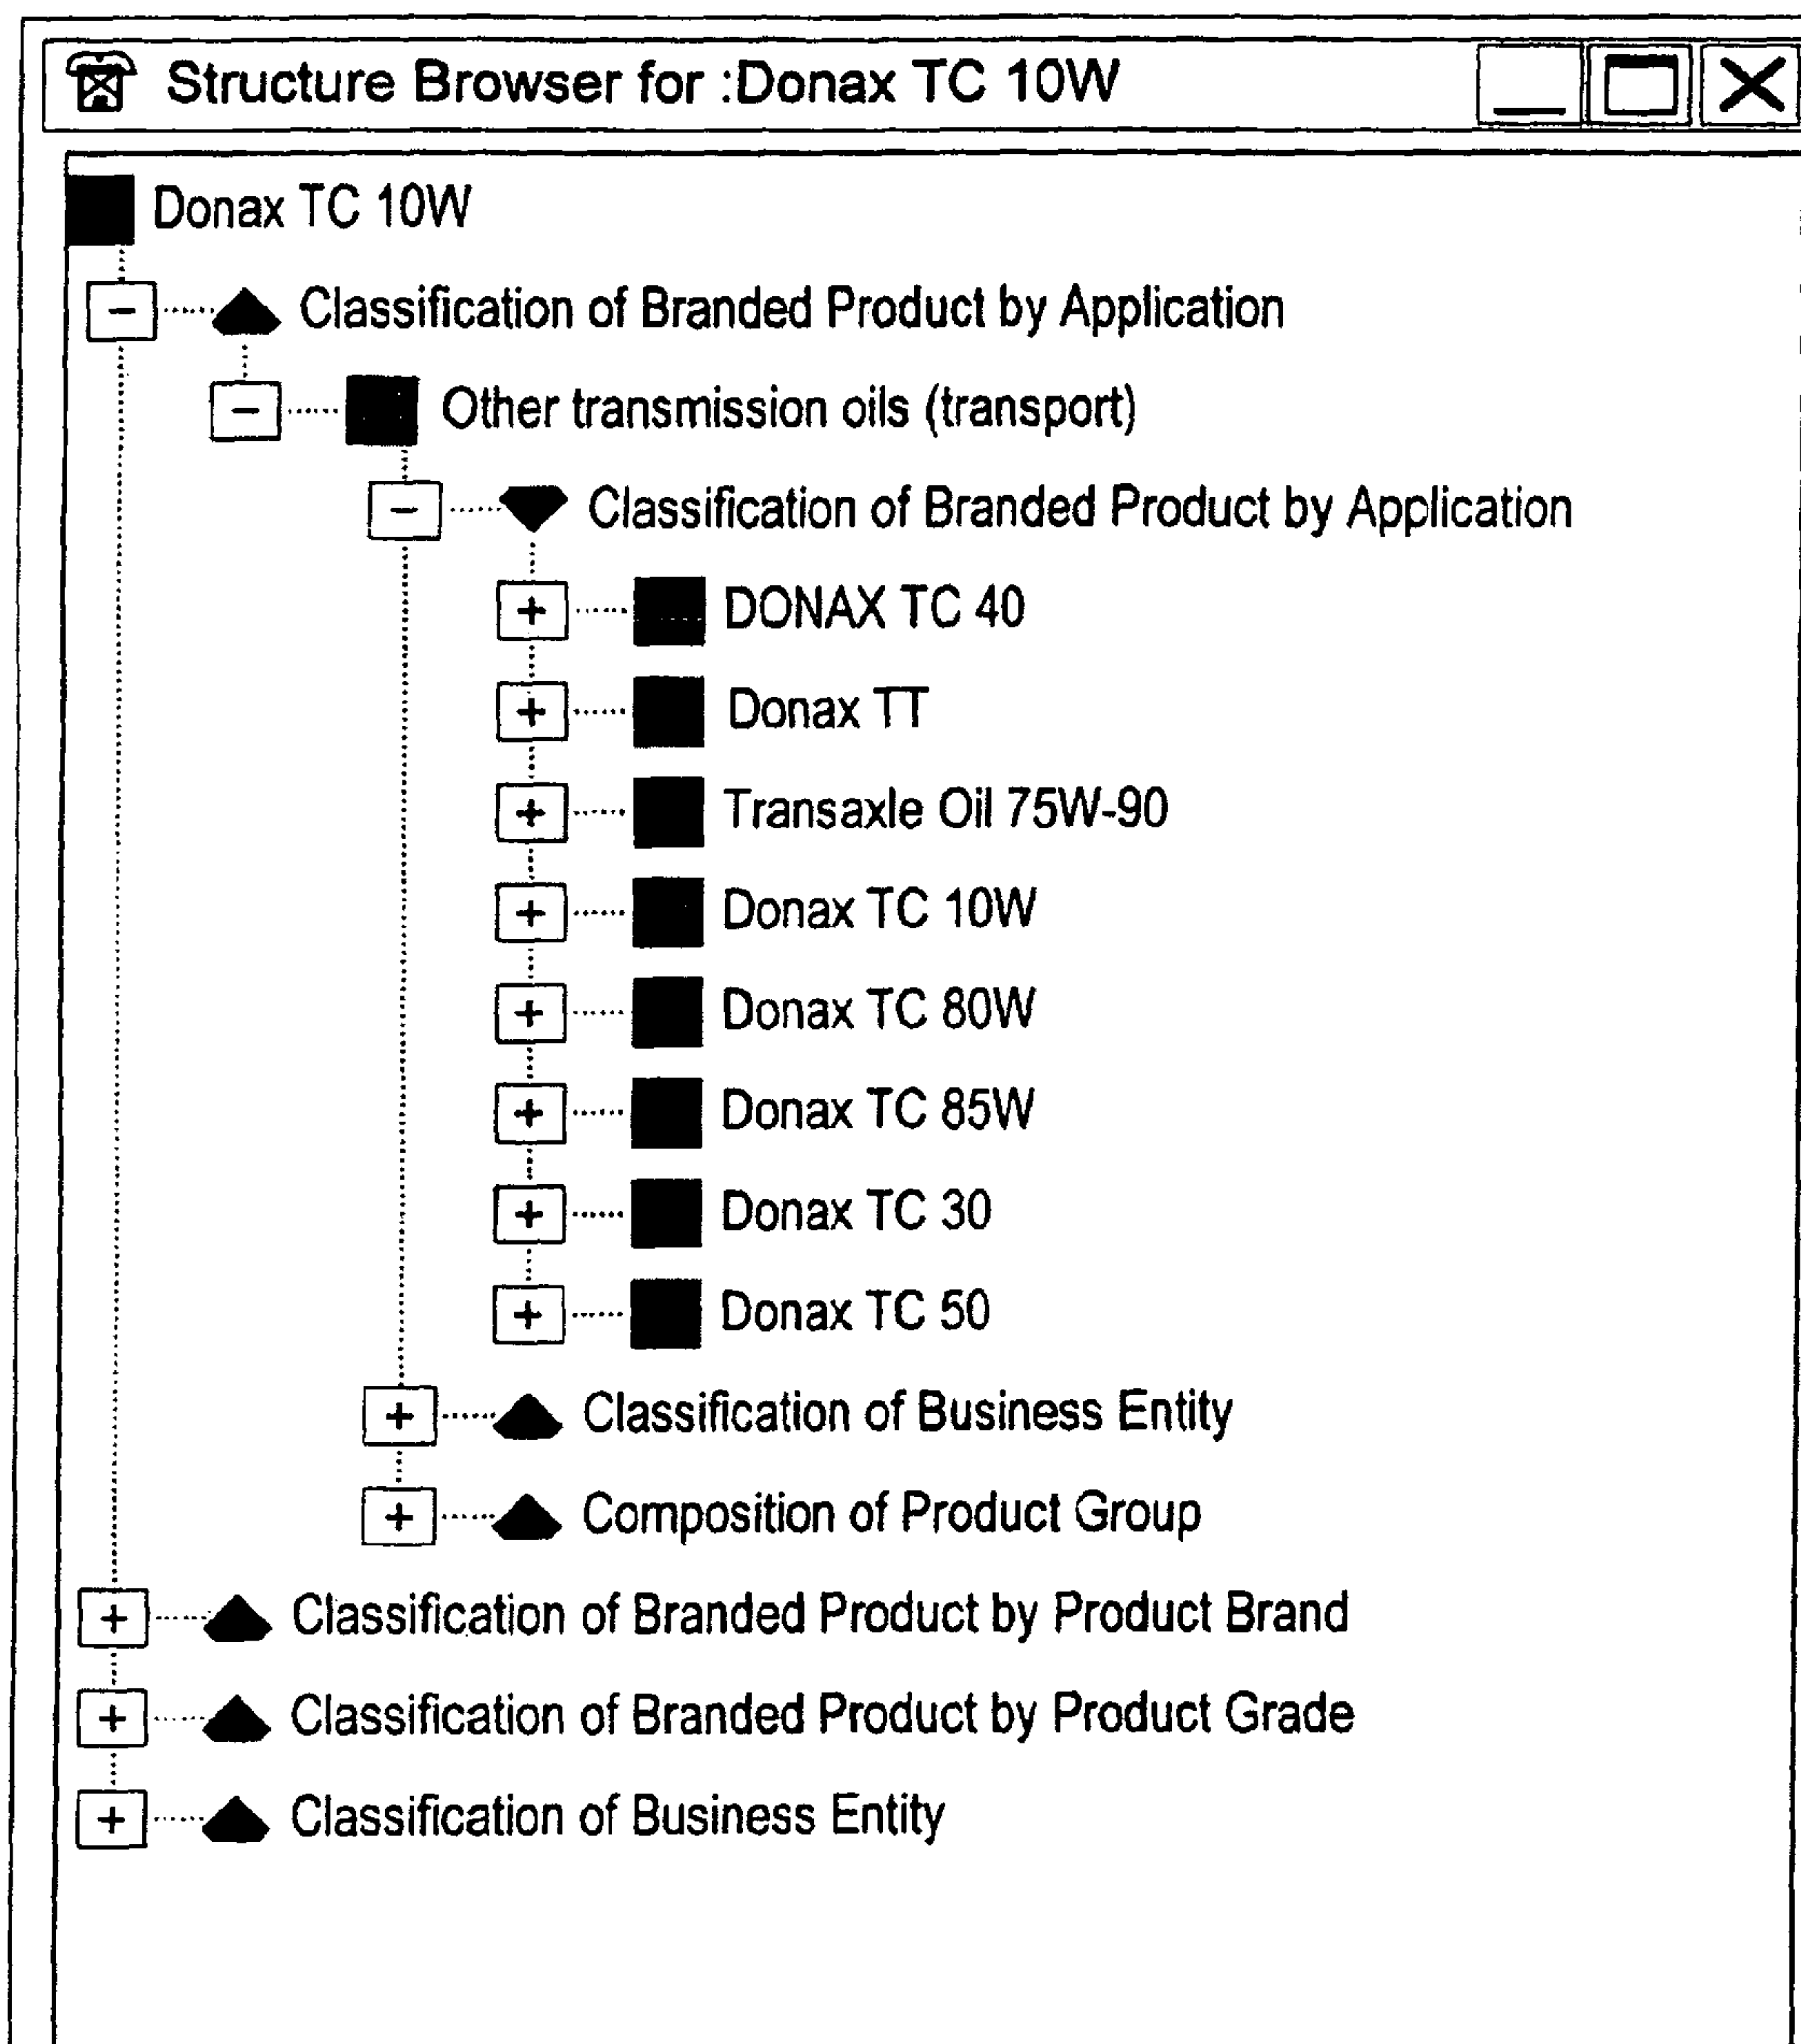 Structure Browser for :Donax TC 10W
Donax TC 10W
Classification of Branded Product by Application
Other transmission oils (transport)
Classification of Branded Product by Application
DONAX TC 40
Donax TT
Transaxle Oil 75W-90
Donax TC 10W
Donax TC 80W
Donax TC 85W
Donax TC 30
Donax TC 50
Classification of Business Entity
Composition of Product Group
Classification of Branded Product by Product Brand
Classification of Branded Product by Product Grade
Classification of Business Entity